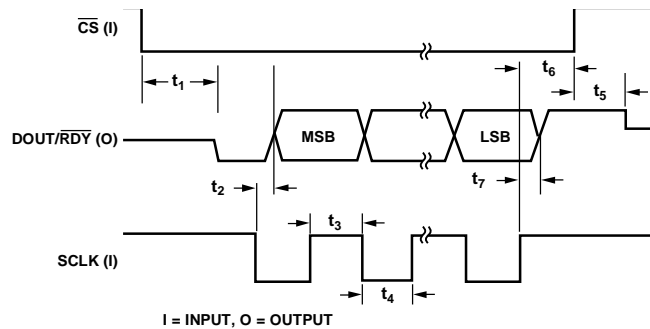 CS (I)
t6
t1
t5
DOUT/RDY (O)
MSB
LSB
t2
t7
t3
SCLK (I)
t4
I = INPUT, O = OUTPUT